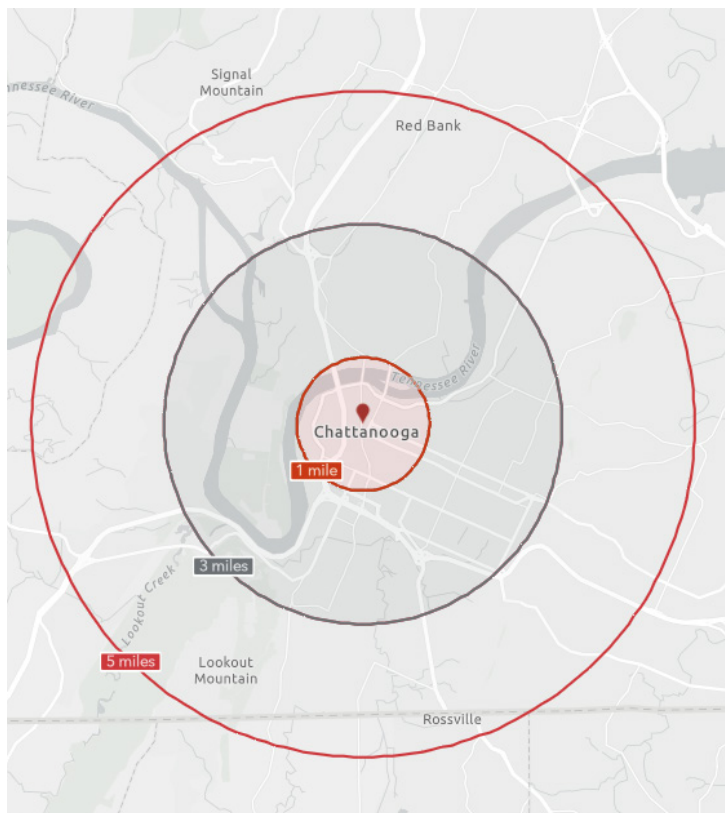 Signal
Mountain
nnessee River
Red Bank
Tennessee River
Chattanooga
1 mile
3 miles
Lookout Creek
5 miles
Lookout
Mountain
Rossville